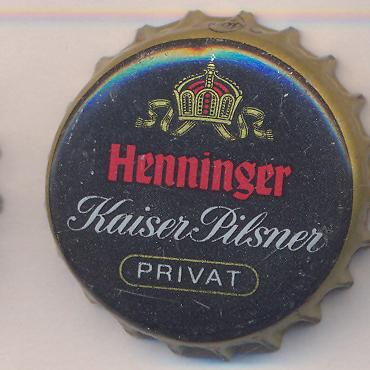 Henninger
Kaiser Pilsner
PRIVAT